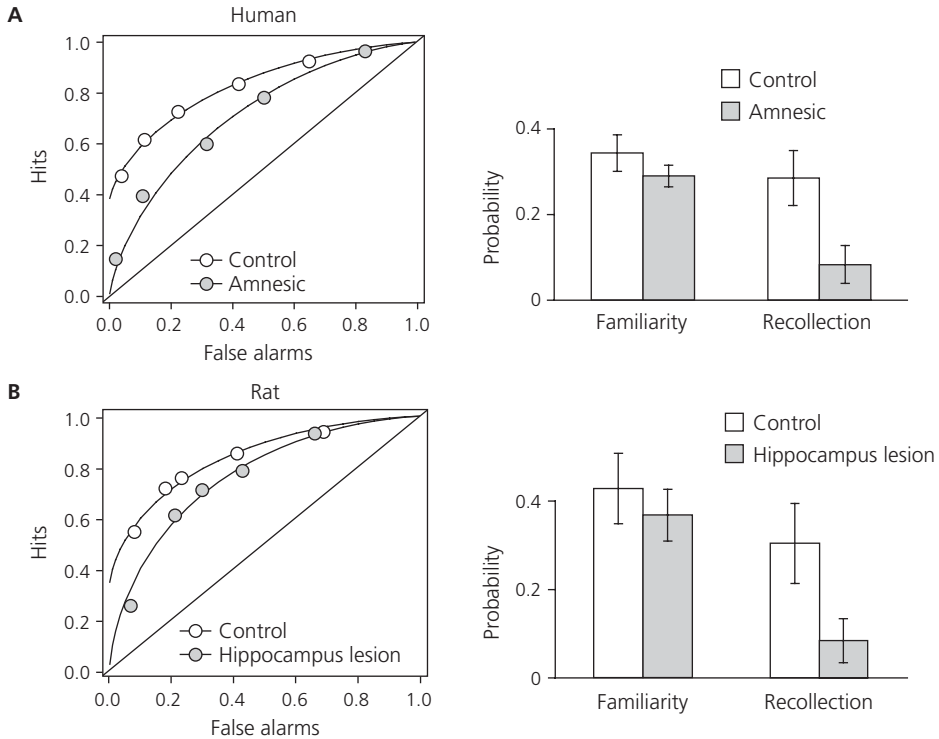 A
Human
1.0
0.8
0.6
0.4
0.2
0.0
Hits
Control
Amnesic
0.0 0.2 0.4 0.6 0.8 1.0
False alarms
Control
Amnesic
0.4
0.2
0
Probability
Familiarity Recollection
B
Rat
1.0
0.8
0.6
0.4
0.2
0.0
Hits
Control
Hippocampus lesion
0.0 0.2 0.4 0.6 0.8 1.0
False alarms
Control
Hippocampus lesion
0.4
0.2
0
Probability
Familiarity Recollection